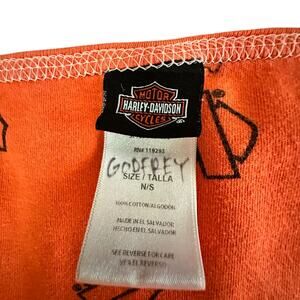 MOTOR
HARLEY-DAVIDSON
CYCLES
RN# 119293
GODFREY
SIZE / TALLA
N/S
100% COTTON/ALGODON
MADE IN EL SALVADOR
HECHO EN EL SALVADOR
SEE REVERSE FOR CARE
VEA EL REVERSO